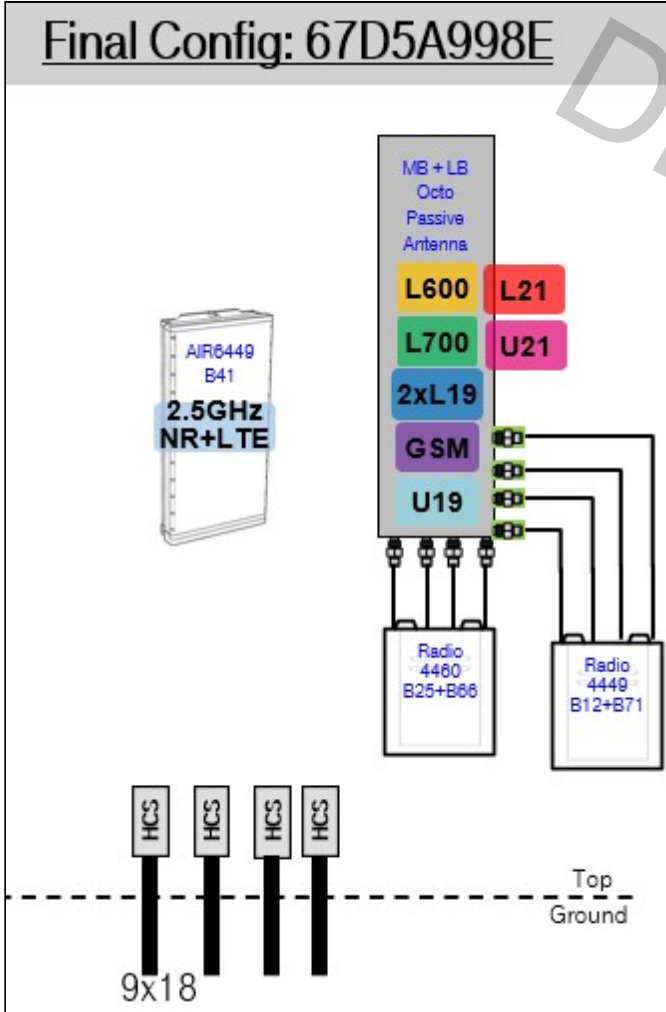 Final Config: 67D5A998E
MB + LB
Octo
Passive
Antenna
L600
L21
L700
U21
2xL19
GSM
U19
AIR6449
B41
2.5GHz
NR+LTE
Radio
4460
B25+B66
Radio
4449
B12+B71
HCS
HCS
HCS
HCS
Top
Ground
9x18